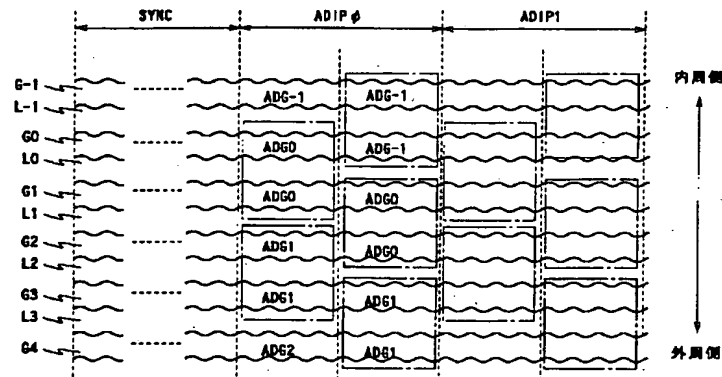 SYNC ADIPφ ADIP1
G-1 ADG-1 ADG-1 内周側
L-1
G0 ADG0 ADG-1
L0
G1 ADG0 ADG0
L1
G2 ADG1 ADG0
L2
G3 ADG1 ADG1
L3
G4 ADG2 ADG1 外周側